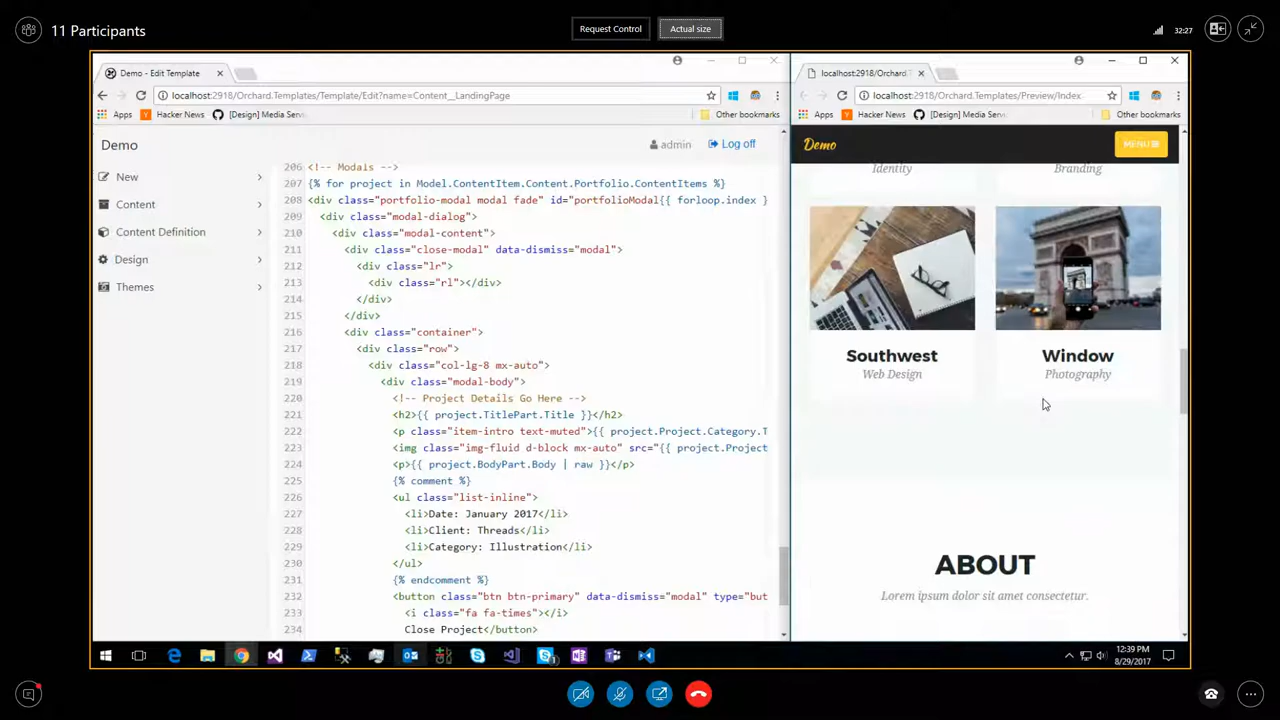 11 Participants
Request Control
Actual size
32:27
Demo - Edit Template
localhost:2918/Orchard.Templates/Template/Edit?name=Content__LandingPage
Apps
Hacker News
[Design] Media Servi
Other bookmarks
Demo
admin
Log off
New
Content
Content Definition
Design
Themes
206 <!-- Modals -->
207 {% for project in Model.ContentItem.Content.Portfolio.ContentItems %}
208 <div class="portfolio-modal modal fade" id="portfolioModal{{ forloop.index }
209 <div class="modal-dialog">
210 <div class="modal-content">
211 <div class="close-modal" data-dismiss="modal">
212 <div class="lr">
213 <div class="rl"></div>
214 </div>
215 </div>
216 <div class="container">
217 <div class="row">
218 <div class="col-lg-8 mx-auto">
219 <div class="modal-body">
220 <!-- Project Details Go Here -->
221 <h2>{{ project.TitlePart.Title }}</h2>
222 <p class="item-intro text-muted">{{ project.Project.Category.T
223 <img class="img-fluid d-block mx-auto" src="{{ project.Project
224 <p>{{ project.BodyPart.Body | raw }}</p>
225 {% comment %}
226 <ul class="list-inline">
227 <li>Date: January 2017</li>
228 <li>Client: Threads</li>
229 <li>Category: Illustration</li>
230 </ul>
231 {% endcomment %}
232 <button class="btn btn-primary" data-dismiss="modal" type="but
233 <i class="fa fa-times"></i>
234 Close Project</button>
localhost:2918/Orchard.T
localhost:2918/Orchard.Templates/Preview/Index
Apps
Hacker News
[Design] Media Servi
Other bookmarks
Demo
MENU
Identity
Branding
Southwest
Web Design
Window
Photography
ABOUT
Lorem ipsum dolor sit amet consectetur.
12:39 PM
8/29/2017